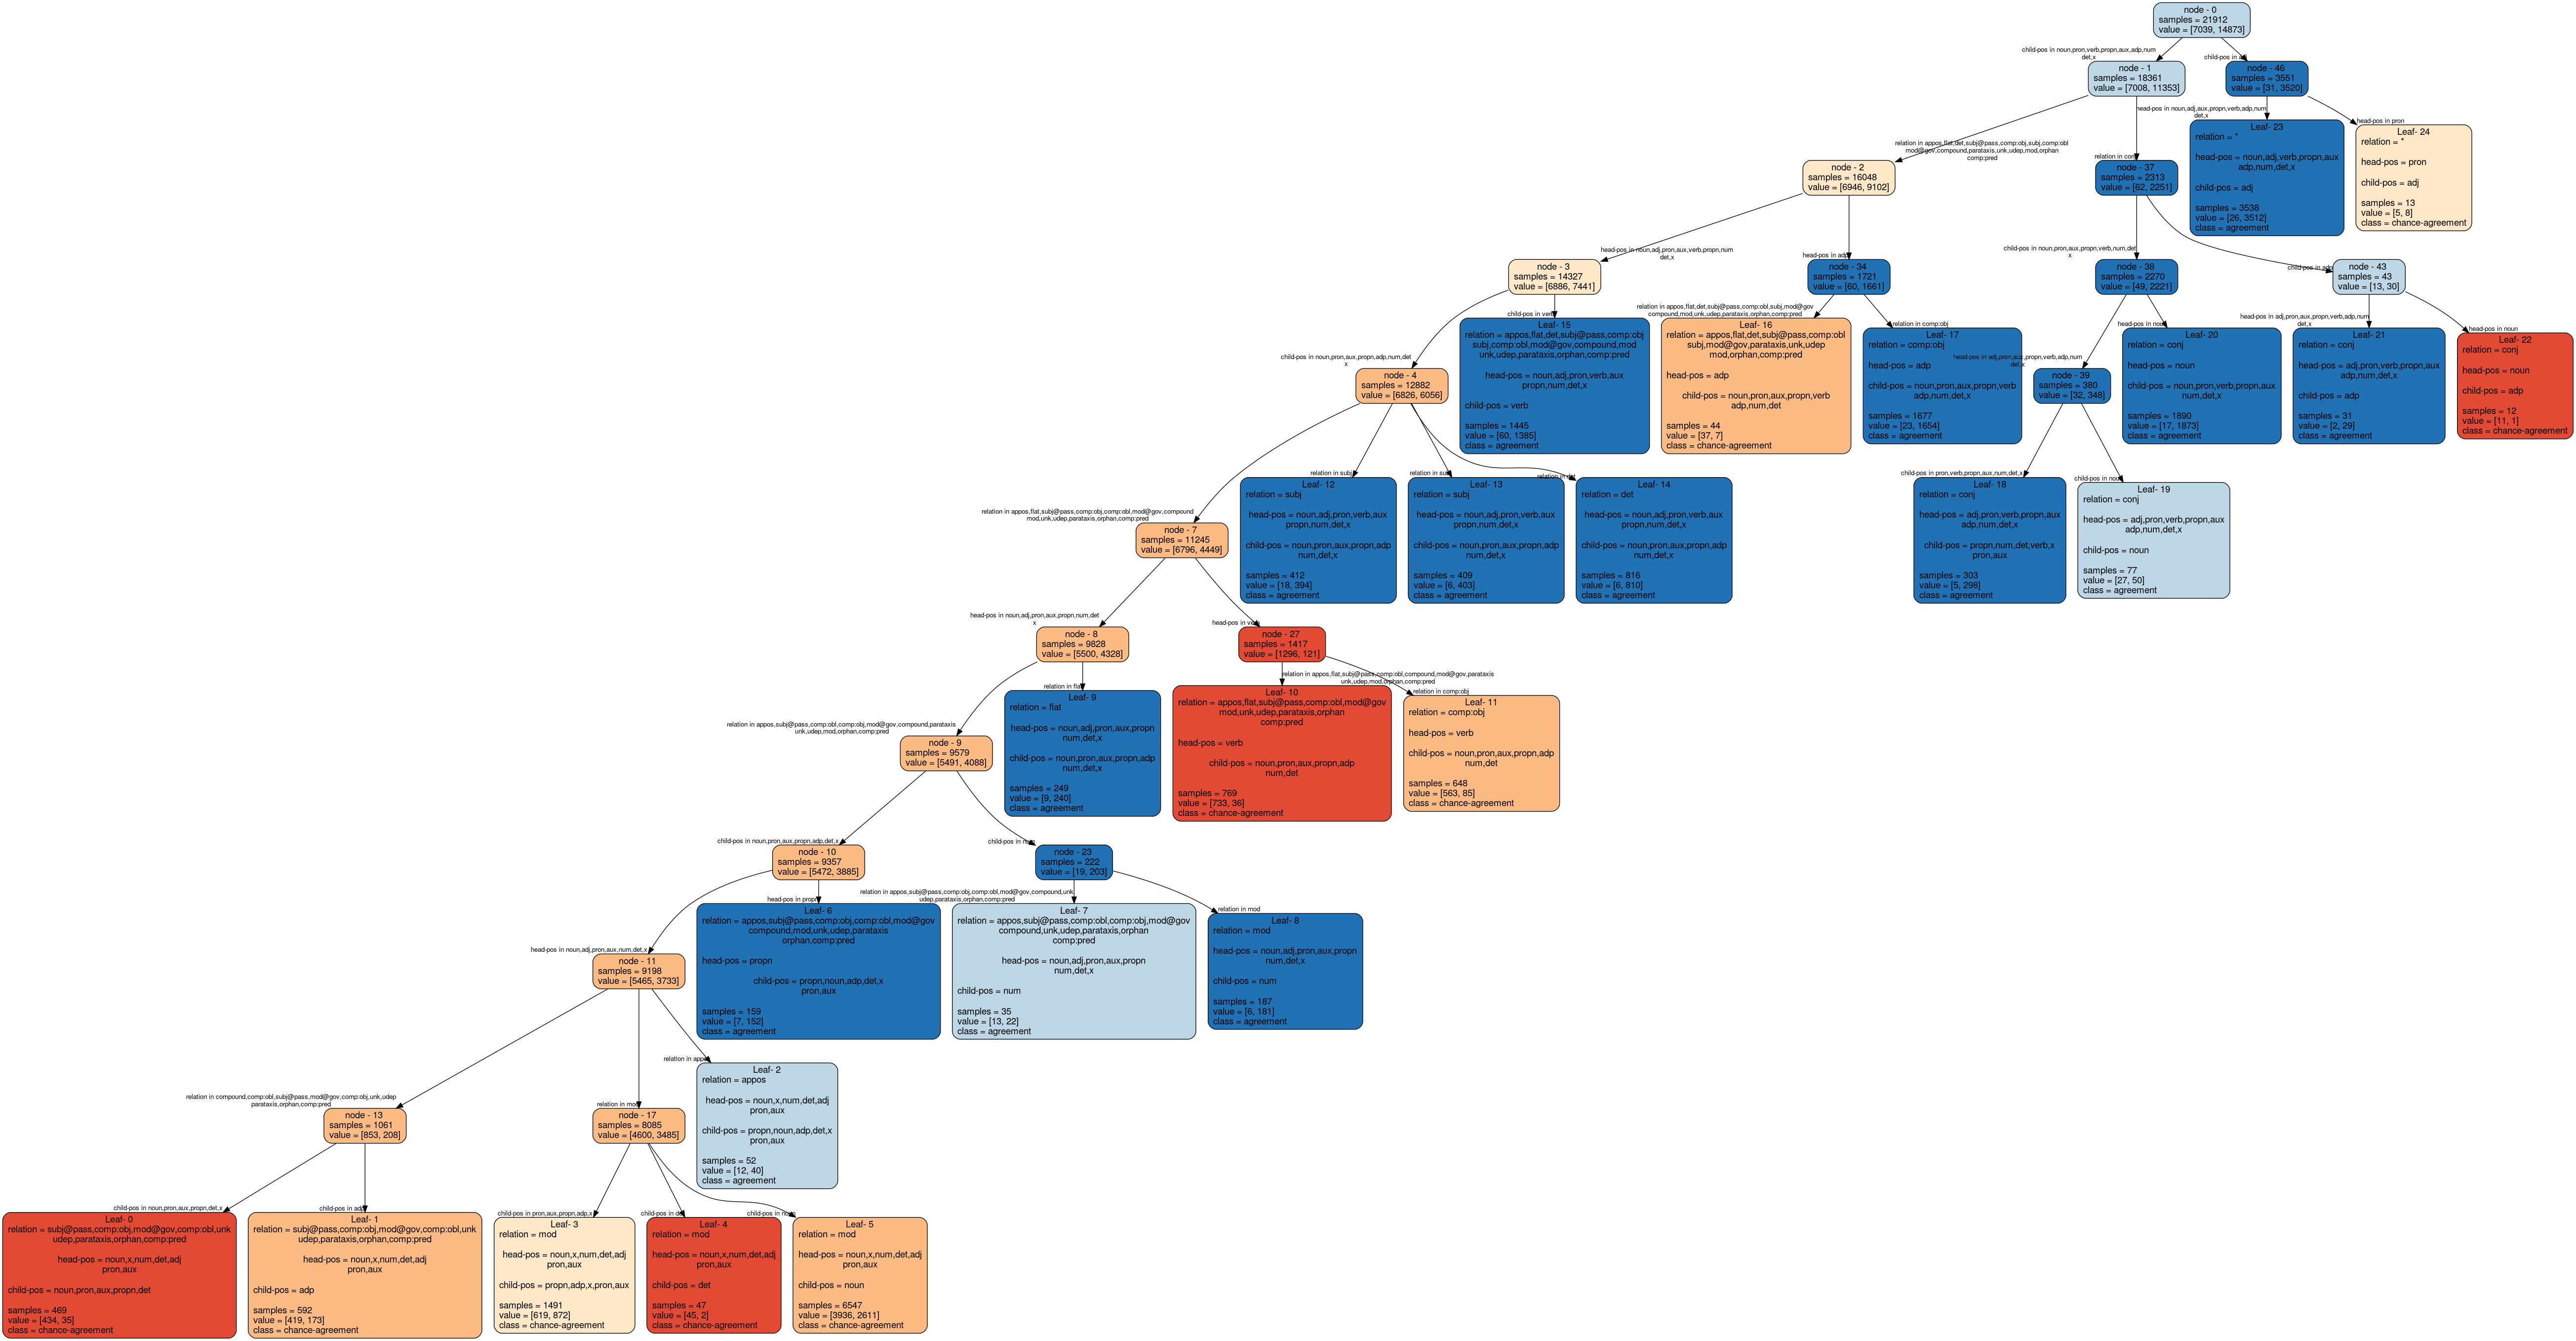 node - 0
samples = 21912
value = [7039, 14873]
child-pos in noun,pron,verb,propn,aux,adp,num
det,x
node - 1
samples = 18361
value = [7008, 11353]
node - 46
samples = 3551
value = [31, 3520]
head-pos in noun,adj,aux,propn,verb,adp,num
det,x
Leaf- 23
relation = *
head-pos = noun,adj,verb,propn,aux
adp,num,det,x
child-pos = adj
samples = 3538
value = [26, 3512]
class = agreement
head-pos in pron
Leaf- 24
relation = *
head-pos = pron
child-pos = adj
samples = 13
value = [5, 8]
class = chance-agreement
relation in appos,flat,det,subj@pass,comp:obj,subj,comp:obl
mod@gov,compound,parataxis,unk,udep,mod,orphan
comp:pred
node - 2
samples = 16048
value = [6946, 9102]
relation in conj
node - 37
samples = 2313
value = [62, 2251]
head-pos in noun,adj,pron,aux,verb,propn,num
det,x
node - 3
samples = 14327
value = [6886, 7441]
head-pos in adp
node - 34
samples = 1721
value = [60, 1661]
child-pos in noun,pron,aux,propn,verb,num,det
x
node - 38
samples = 2270
value = [49, 2221]
child-pos in adp
node - 43
samples = 43
value = [13, 30]
child-pos in noun,pron,aux,propn,adp,num,det
x
node - 4
samples = 12882
value = [6826, 6056]
child-pos in verb
Leaf- 15
relation = appos,flat,det,subj@pass,comp:obj
subj,comp:obl,mod@gov,compound,mod
unk,udep,parataxis,orphan,comp:pred
head-pos = noun,adj,pron,verb,aux
propn,num,det,x
child-pos = verb
samples = 1445
value = [60, 1385]
class = agreement
relation in appos,flat,det,subj@pass,comp:obl,subj,mod@gov
compound,mod,unk,udep,parataxis,orphan,comp:pred
Leaf- 16
relation = appos,flat,det,subj@pass,comp:obl
subj,mod@gov,parataxis,unk,udep
mod,orphan,comp:pred
head-pos = adp
child-pos = noun,pron,aux,propn,verb
adp,num,det
samples = 44
value = [37, 7]
class = chance-agreement
relation in comp:obj
Leaf- 17
relation = comp:obj
head-pos = adp
child-pos = noun,pron,aux,propn,verb
adp,num,det,x
samples = 1677
value = [23, 1654]
class = agreement
head-pos in adj,pron,aux,propn,verb,adp,num
det,x
node - 39
samples = 380
value = [32, 348]
head-pos in noun
Leaf- 20
relation = conj
head-pos = noun
child-pos = noun,pron,verb,propn,aux
num,det,x
samples = 1890
value = [17, 1873]
class = agreement
head-pos in adj,pron,aux,propn,verb,adp,num
det,x
Leaf- 21
relation = conj
head-pos = adj,pron,verb,propn,aux
adp,num,det,x
child-pos = adp
samples = 31
value = [2, 29]
class = agreement
head-pos in noun
Leaf- 22
relation = conj
head-pos = noun
child-pos = adp
samples = 12
value = [11, 1]
class = chance-agreement
relation in appos,flat,subj@pass,comp:obj,comp:obl,mod@gov,compound
mod,unk,udep,parataxis,orphan,comp:pred
node - 7
samples = 11245
value = [6796, 4449]
relation in subj
Leaf- 12
relation = subj
head-pos = noun,adj,pron,verb,aux
propn,num,det,x
child-pos = noun,pron,aux,propn,adp
num,det,x
samples = 412
value = [18, 394]
class = agreement
relation in subj
Leaf- 13
relation = subj
head-pos = noun,adj,pron,verb,aux
propn,num,det,x
child-pos = noun,pron,aux,propn,adp
num,det,x
samples = 409
value = [6, 403]
class = agreement
relation in det
Leaf- 14
relation = det
head-pos = noun,adj,pron,verb,aux
propn,num,det,x
child-pos = noun,pron,aux,propn,adp
num,det,x
samples = 816
value = [6, 810]
class = agreement
child-pos in pron,verb,propn,aux,num,det,x
Leaf- 18
relation = conj
head-pos = adj,pron,verb,propn,aux
adp,num,det,x
child-pos = propn,num,det,verb,x
pron,aux
samples = 303
value = [5, 298]
class = agreement
child-pos in noun
Leaf- 19
relation = conj
head-pos = adj,pron,verb,propn,aux
adp,num,det,x
child-pos = noun
samples = 77
value = [27, 50]
class = agreement
head-pos in noun,adj,pron,aux,propn,num,det
x
node - 8
samples = 9828
value = [5500, 4328]
head-pos in verb
node - 27
samples = 1417
value = [1296, 121]
relation in appos,subj@pass,comp:obl,comp:obj,mod@gov,compound,parataxis
unk,udep,mod,orphan,comp:pred
node - 9
samples = 9579
value = [5491, 4088]
relation in flat
Leaf- 9
relation = flat
head-pos = noun,adj,pron,aux,propn
num,det,x
child-pos = noun,pron,aux,propn,adp
num,det,x
samples = 249
value = [9, 240]
class = agreement
relation in appos,flat,subj@pass,comp:obl,compound,mod@gov,parataxis
unk,udep,mod,orphan,comp:pred
Leaf- 10
relation = appos,flat,subj@pass,comp:obl,mod@gov
mod,unk,udep,parataxis,orphan
comp:pred
head-pos = verb
child-pos = noun,pron,aux,propn,adp
num,det
samples = 769
value = [733, 36]
class = chance-agreement
relation in comp:obj
Leaf- 11
relation = comp:obj
head-pos = verb
child-pos = noun,pron,aux,propn,adp
num,det
samples = 648
value = [563, 85]
class = chance-agreement
child-pos in noun,pron,aux,propn,adp,det,x
node - 10
samples = 9357
value = [5472, 3885]
child-pos in num
node - 23
samples = 222
value = [19, 203]
head-pos in noun,adj,pron,aux,num,det,x
node - 11
samples = 9198
value = [5465, 3733]
head-pos in propn
Leaf- 6
relation = appos,subj@pass,comp:obj,comp:obl,mod@gov
compound,mod,unk,udep,parataxis
orphan,comp:pred
head-pos = propn
child-pos = propn,noun,adp,det,x
pron,aux
samples = 159
value = [7, 152]
class = agreement
relation in appos,subj@pass,comp:obj,comp:obl,mod@gov,compound,unk
udep,parataxis,orphan,comp:pred
Leaf- 7
relation = appos,subj@pass,comp:obl,comp:obj,mod@gov
compound,unk,udep,parataxis,orphan
comp:pred
head-pos = noun,adj,pron,aux,propn
num,det,x
child-pos = num
samples = 35
value = [13, 22]
class = agreement
relation in mod
Leaf- 8
relation = mod
head-pos = noun,adj,pron,aux,propn
num,det,x
child-pos = num
samples = 187
value = [6, 181]
class = agreement
relation in compound,comp:obl,subj@pass,mod@gov,comp:obj,unk,udep
parataxis,orphan,comp:pred
node - 13
samples = 1061
value = [853, 208]
relation in mod
node - 17
samples = 8085
value = [4600, 3485]
relation in appos
Leaf- 2
relation = appos
head-pos = noun,x,num,det,adj
pron,aux
child-pos = propn,noun,adp,det,x
pron,aux
samples = 52
value = [12, 40]
class = agreement
child-pos in noun,pron,aux,propn,det,x
Leaf- 0
relation = subj@pass,comp:obj,mod@gov,comp:obl,unk
udep,parataxis,orphan,comp:pred
head-pos = noun,x,num,det,adj
pron,aux
child-pos = noun,pron,aux,propn,det
samples = 469
value = [434, 35]
class = chance-agreement
child-pos in adp
Leaf- 1
relation = subj@pass,comp:obj,mod@gov,comp:obl,unk
udep,parataxis,orphan,comp:pred
head-pos = noun,x,num,det,adj
pron,aux
child-pos = adp
samples = 592
value = [419, 173]
class = chance-agreement
child-pos in pron,aux,propn,adp,x
Leaf- 3
relation = mod
head-pos = noun,x,num,det,adj
pron,aux
child-pos = propn,adp,x,pron,aux
samples = 1491
value = [619, 872]
class = chance-agreement
child-pos in det
Leaf- 4
relation = mod
head-pos = noun,x,num,det,adj
pron,aux
child-pos = det
samples = 47
value = [45, 2]
class = chance-agreement
child-pos in noun
Leaf- 5
relation = mod
head-pos = noun,x,num,det,adj
pron,aux
child-pos = noun
samples = 6547
value = [3936, 2611]
class = chance-agreement